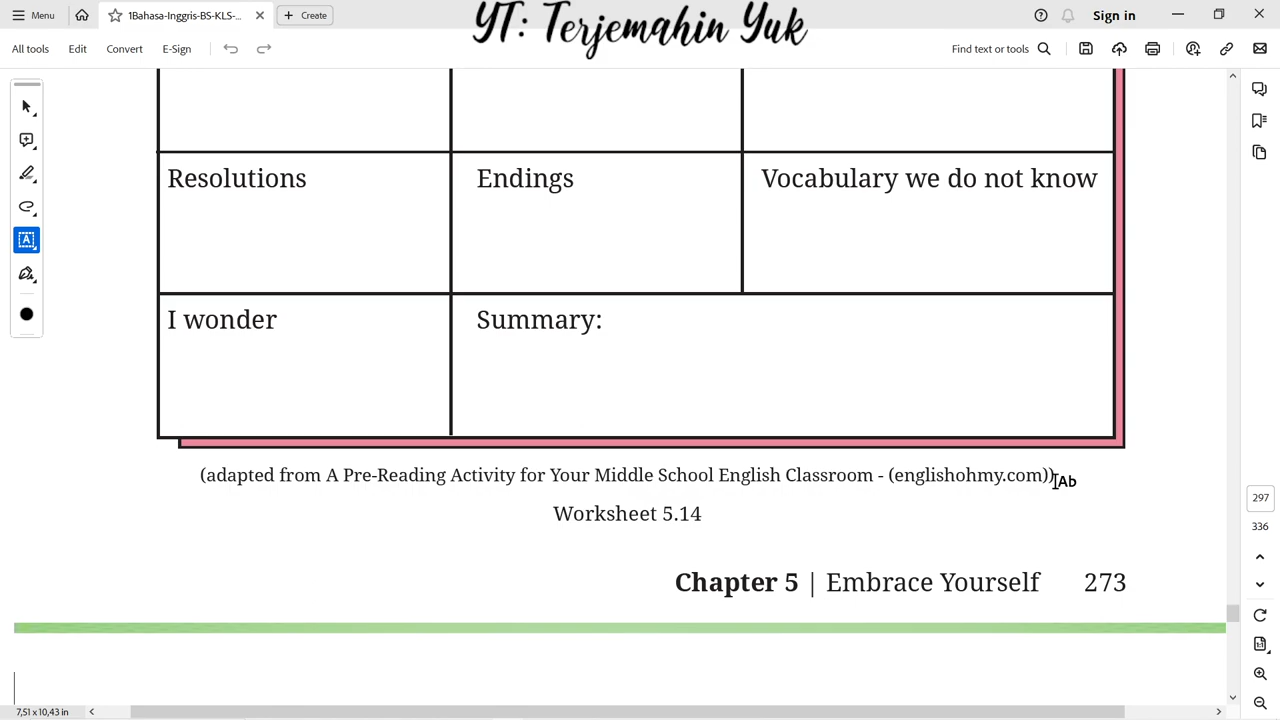 Menu
1Bahasa-Inggris-BS-KLS-...
Create
YT: Terjemahin Yuk
Sign in
All tools
Edit
Convert
E-Sign
Find text or tools
Resolutions
Endings
Vocabulary we do not know
I wonder
Summary:
(adapted from A Pre-Reading Activity for Your Middle School English Classroom - (englishohmy.com))
Ab
Worksheet 5.14
297
336
Chapter 5 | Embrace Yourself 273
7,51 x 10,43 in